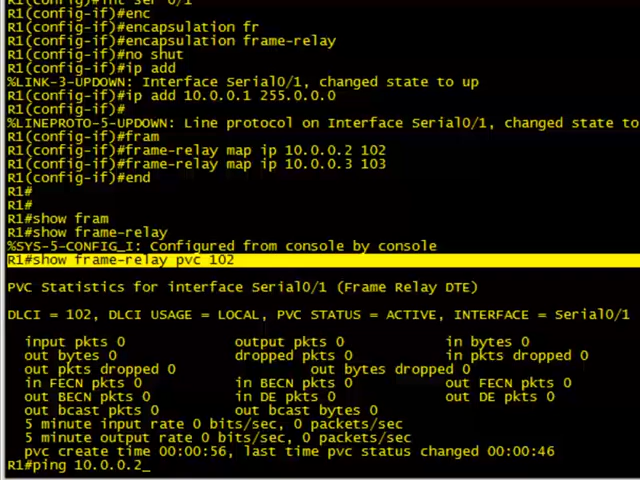 R1(config)#int ser 0/1
R1(config-if)#enc
R1(config-if)#encapsulation fr
R1(config-if)#encapsulation frame-relay
R1(config-if)#no shut
R1(config-if)#ip add
%LINK-3-UPDOWN: Interface Serial0/1, changed state to up
R1(config-if)#ip add 10.0.0.1 255.0.0.0
R1(config-if)#
%LINEPROTO-5-UPDOWN: Line protocol on Interface Serial0/1, changed state to
R1(config-if)#fram
R1(config-if)#frame-relay map ip 10.0.0.2 102
R1(config-if)#frame-relay map ip 10.0.0.3 103
R1(config-if)#end
R1#
R1#
R1#show fram
R1#show frame-relay
%SYS-5-CONFIG_I: Configured from console by console
R1#show frame-relay pvc 102
PVC Statistics for interface Serial0/1 (Frame Relay DTE)
DLCI = 102, DLCI USAGE = LOCAL, PVC STATUS = ACTIVE, INTERFACE = Serial0/1
input pkts 0 output pkts 0 in bytes 0
out bytes 0 dropped pkts 0 in pkts dropped 0
out pkts dropped 0 out bytes dropped 0
in FECN pkts 0 in BECN pkts 0 out FECN pkts 0
out BECN pkts 0 in DE pkts 0 out DE pkts 0
out bcast pkts 0 out bcast bytes 0
5 minute input rate 0 bits/sec, 0 packets/sec
5 minute output rate 0 bits/sec, 0 packets/sec
pvc create time 00:00:56, last time pvc status changed 00:00:46
R1#ping 10.0.0.2_